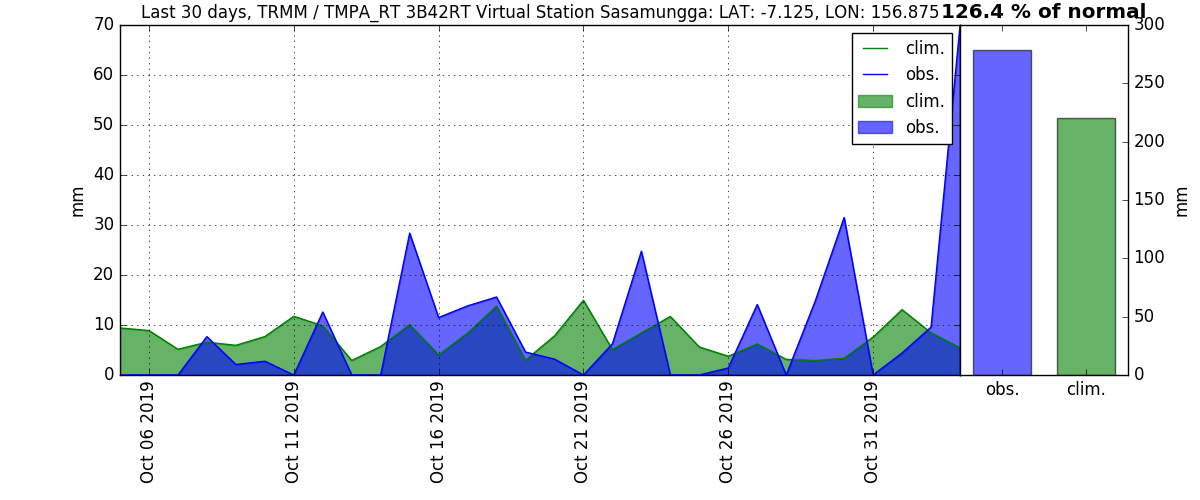 Last 30 days, TRMM / TMPA_RT 3B42RT Virtual Station Sasamungga: LAT: -7.125, LON: 156.875 126.4 % of normal
70
60
50
40
30
20
10
0
mm
clim.
obs.
clim.
obs.
300
250
200
150
100
50
0
mm
Oct 06 2019
Oct 11 2019
Oct 16 2019
Oct 21 2019
Oct 26 2019
Oct 31 2019
obs.
clim.